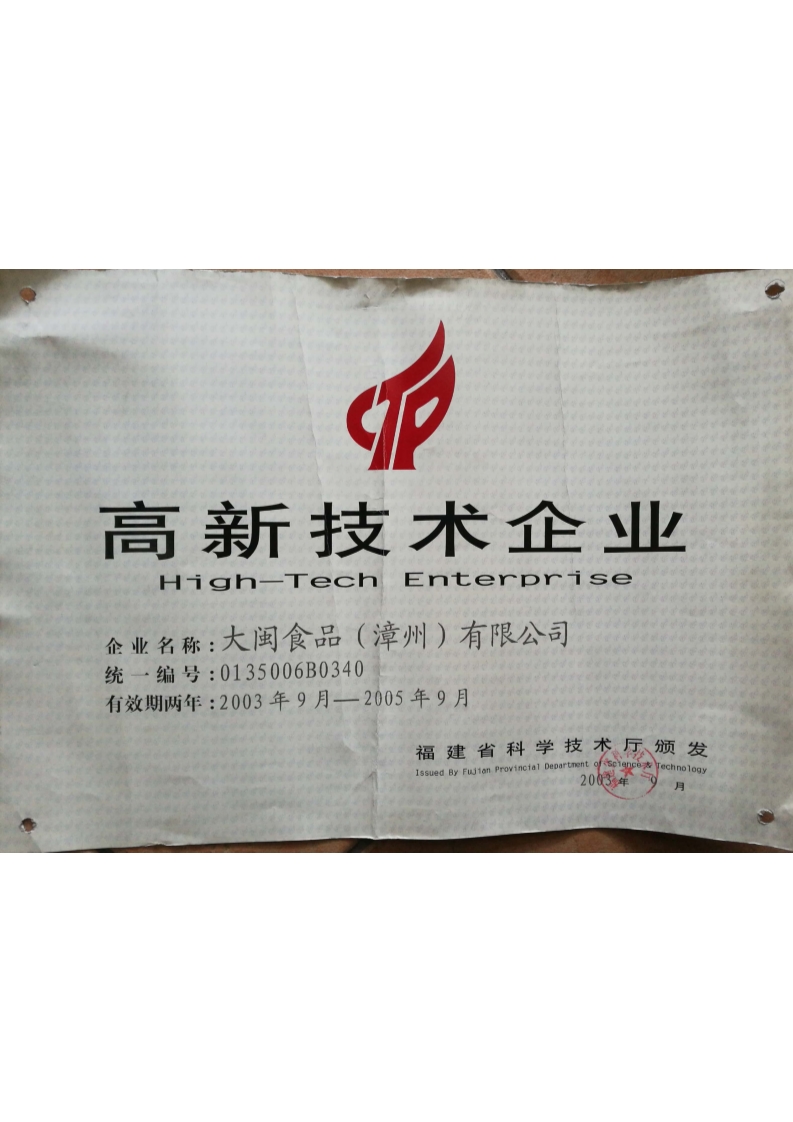 高新技术企业
High-Tech Enterprise
企业名称:大闽食品(漳州)有限公司
统一编号:0135006B0340
有效期两年:2003年9月—2005年9月
福建省科学技术厅颁发
Issued By Fujian Provincial Department of Science & Technology
2003年 9 月